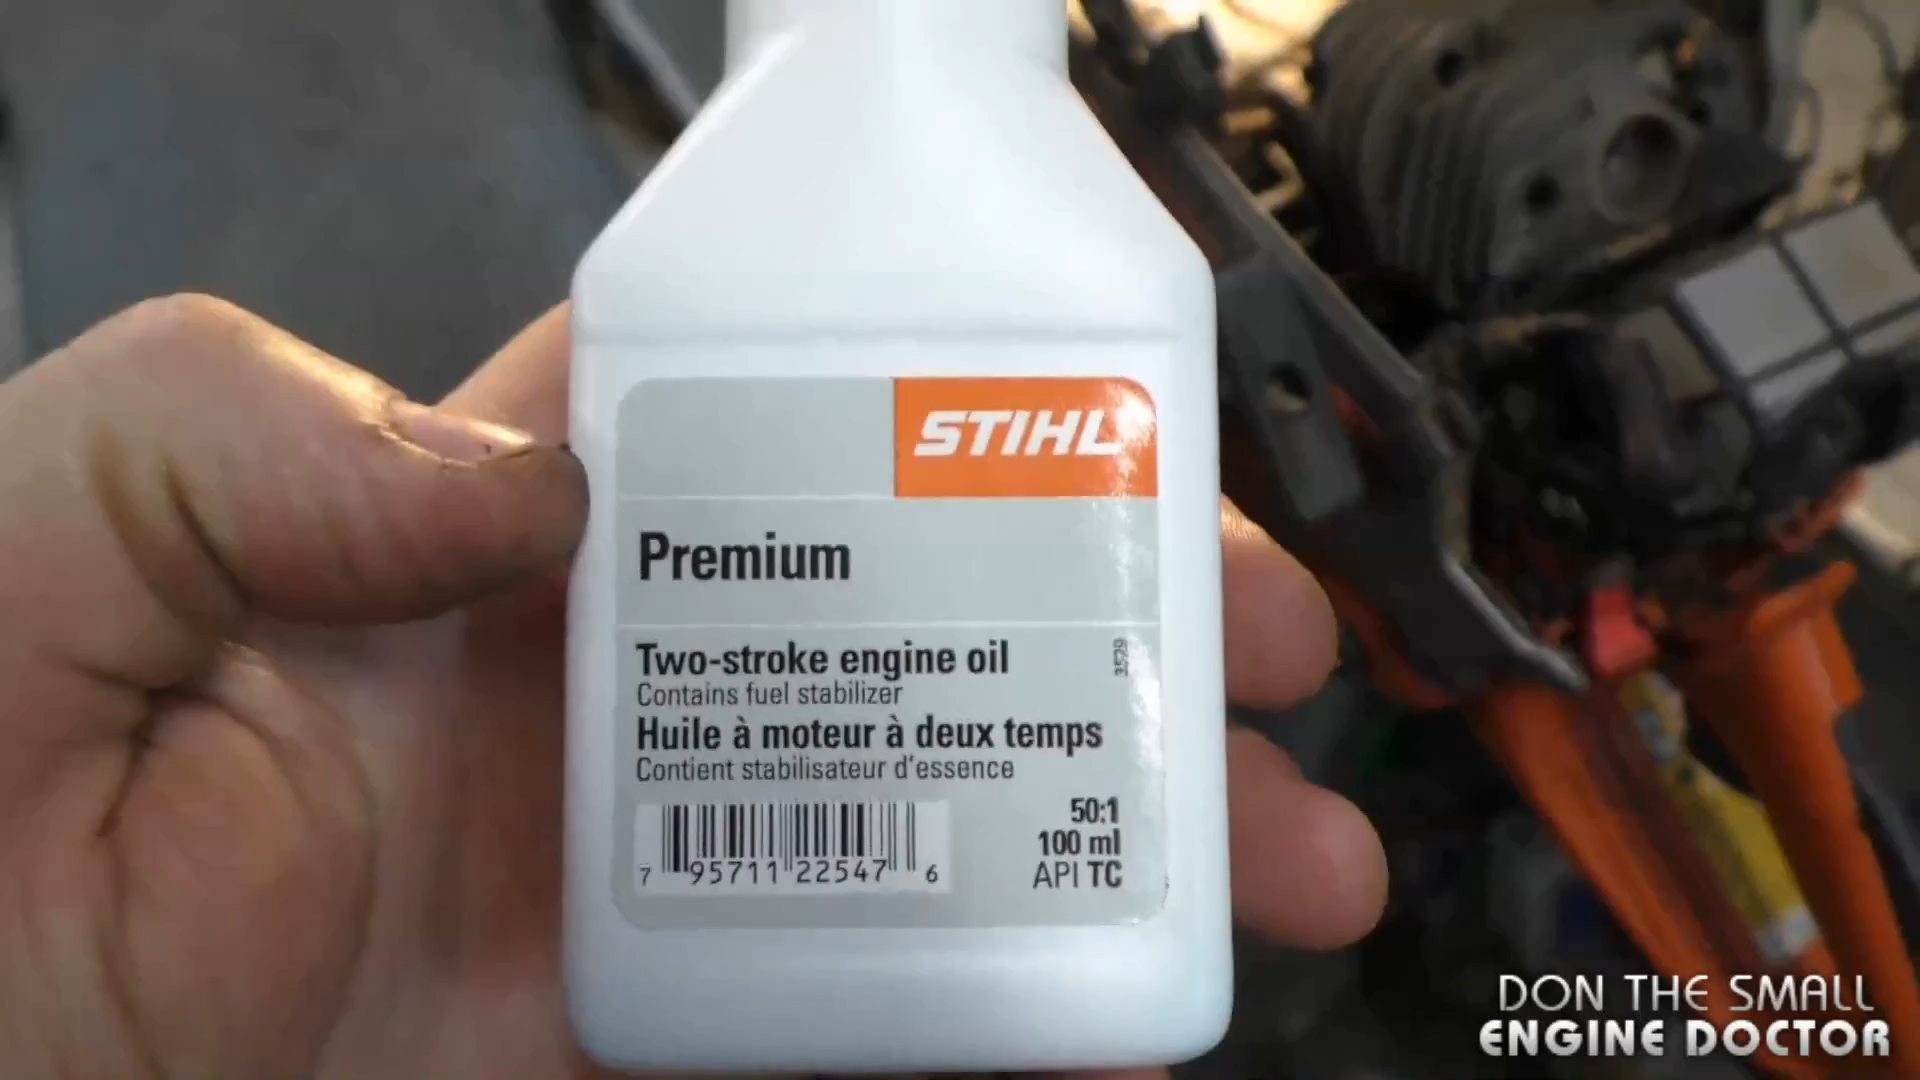 STIHL
Premium
Two-stroke engine oil
Contains fuel stabilizer
Huile à moteur à deux temps
Contient stabilisateur d'essence
3529
50:1
100 ml
API TC
7 95711 22547 6
DON THE SMALL
ENGINE DOCTOR